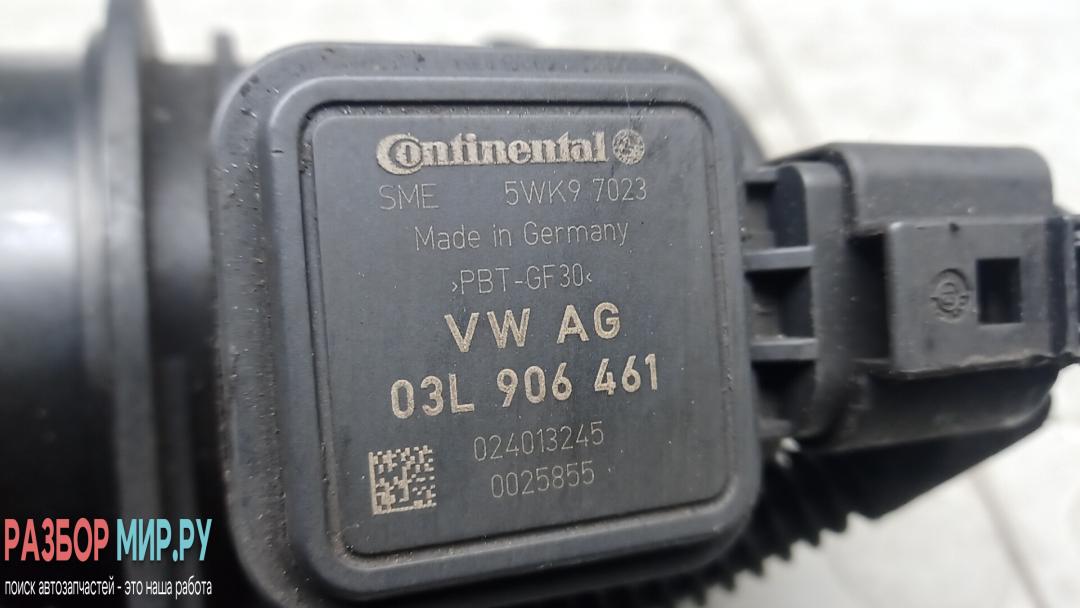 Continental
SME 5WK9 7023
Made in Germany
>PBT-GF30<
VW AG
03L 906 461
024013245
0025855
РАЗБОР МИР.РУ
поиск автозапчастей - это наша работа